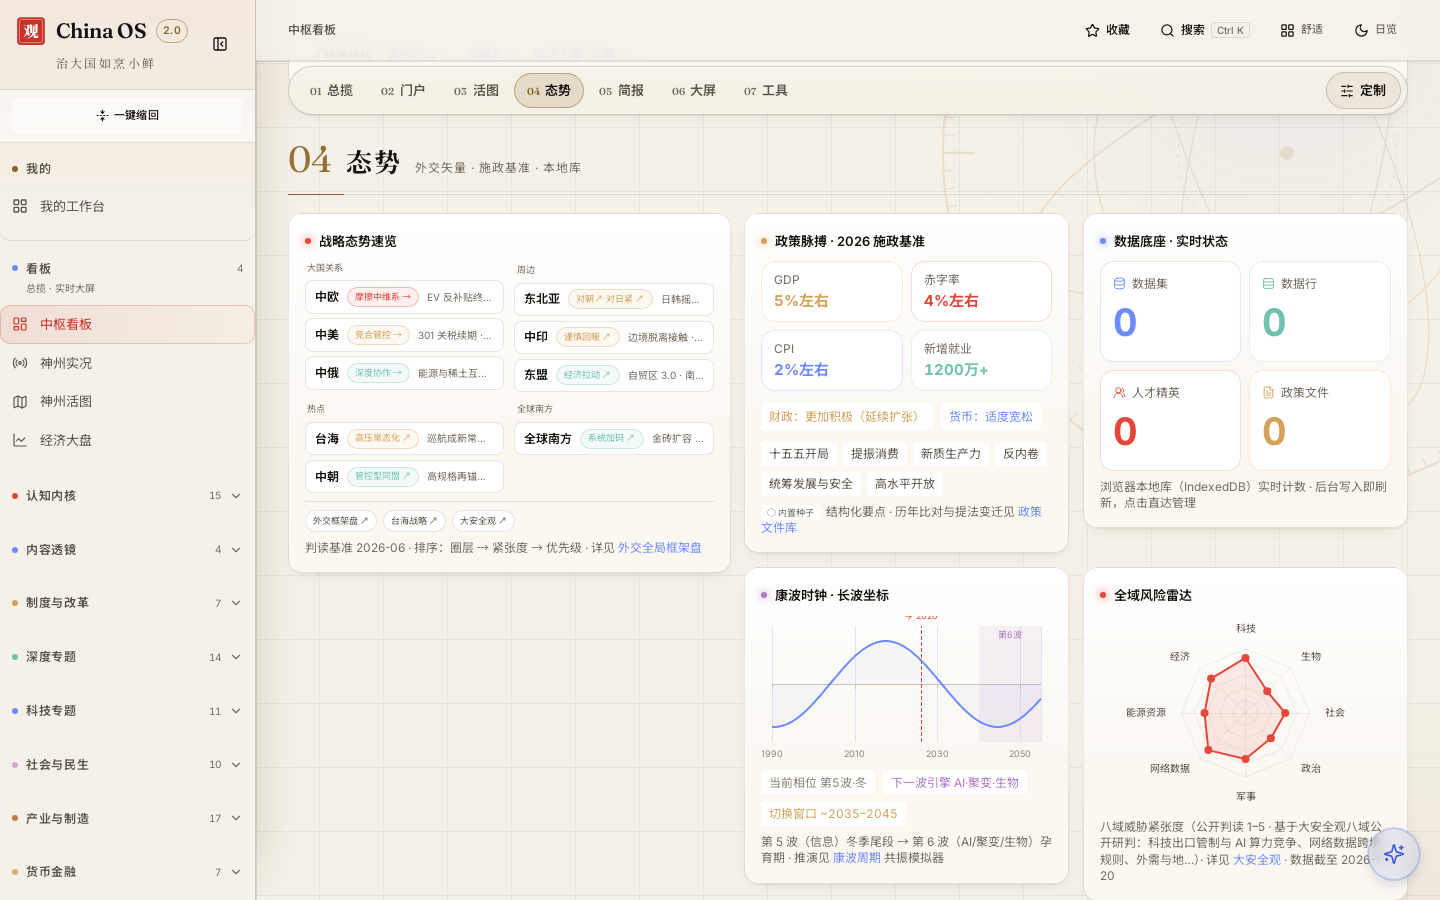 观 China OS 2.0
治大国如烹小鲜
一键缩回
我的
我的工作台
看板 4
总揽 · 实时大屏
中枢看板
神州实况
神州活图
经济大盘
认知内核 15
内容透镜 4
制度与改革 7
深度专题 14
科技专题 11
社会与民生 10
产业与制造 17
货币金融 7
中枢看板
收藏 搜索 Ctrl K 舒适 日览
01 总揽 02 门户 03 活图 04 态势 05 简报 06 大屏 07 工具
定制
04 态势 外交矢量 · 施政基准 · 本地库
战略态势速览
大国关系
中欧 摩擦中维系 → EV 反补贴终...
中美 竞合管控 → 301 关税续期 ·...
中俄 深度协作 → 能源与稀土互...
周边
东北亚 对朝↗·对日紧 ↗ 日韩摇...
中印 谨慎回暖 ↗ 边境脱离接触 ·...
东盟 经济拉动 ↗ 自贸区 3.0 · 南...
热点
台海 高压常态化 ↗ 巡航成新常...
中朝 管控型同盟 ↗ 高规格再锚...
全球南方
全球南方 系统加码 ↗ 金砖扩容 ...
外交框架盘 ↗ 台海战略 ↗ 大安全观 ↗
判读基准 2026-06 · 排序：圈层 → 紧张度 → 优先级 · 详见 外交全局框架盘
政策脉搏 · 2026 施政基准
GDP
5%左右
赤字率
4%左右
CPI
2%左右
新增就业
1200万+
财政：更加积极（延续扩张） 货币：适度宽松
十五五开局 提振消费 新质生产力 反内卷
统筹发展与安全 高水平开放
内置种子 结构化要点 · 历年比对与提法变迁见 政策
文件库
数据底座 · 实时状态
数据集
0
数据行
0
人才精英
0
政策文件
0
浏览器本地库（IndexedDB）实时计数 · 后台写入即刷
新，点击直达管理
康波时钟 · 长波坐标
第6波
1990 2010 2030 2050
当前相位 第5波·冬 下一波引擎 AI·聚变·生物
切换窗口 ~2035–2045
第 5 波（信息）冬季尾段 → 第 6 波（AI/聚变/生物）孕
育期 · 推演见 康波周期 共振模拟器
全域风险雷达
科技
经济 生物
能源资源 社会
网络数据 政治
军事
八域威胁紧张度（公开判读 1–5 · 基于大安全观八域公
开研判：科技出口管制与 AI 算力竞争、网络数据跨境
规则、外需与地...）· 详见 大安全观 · 数据截至 2026-
20